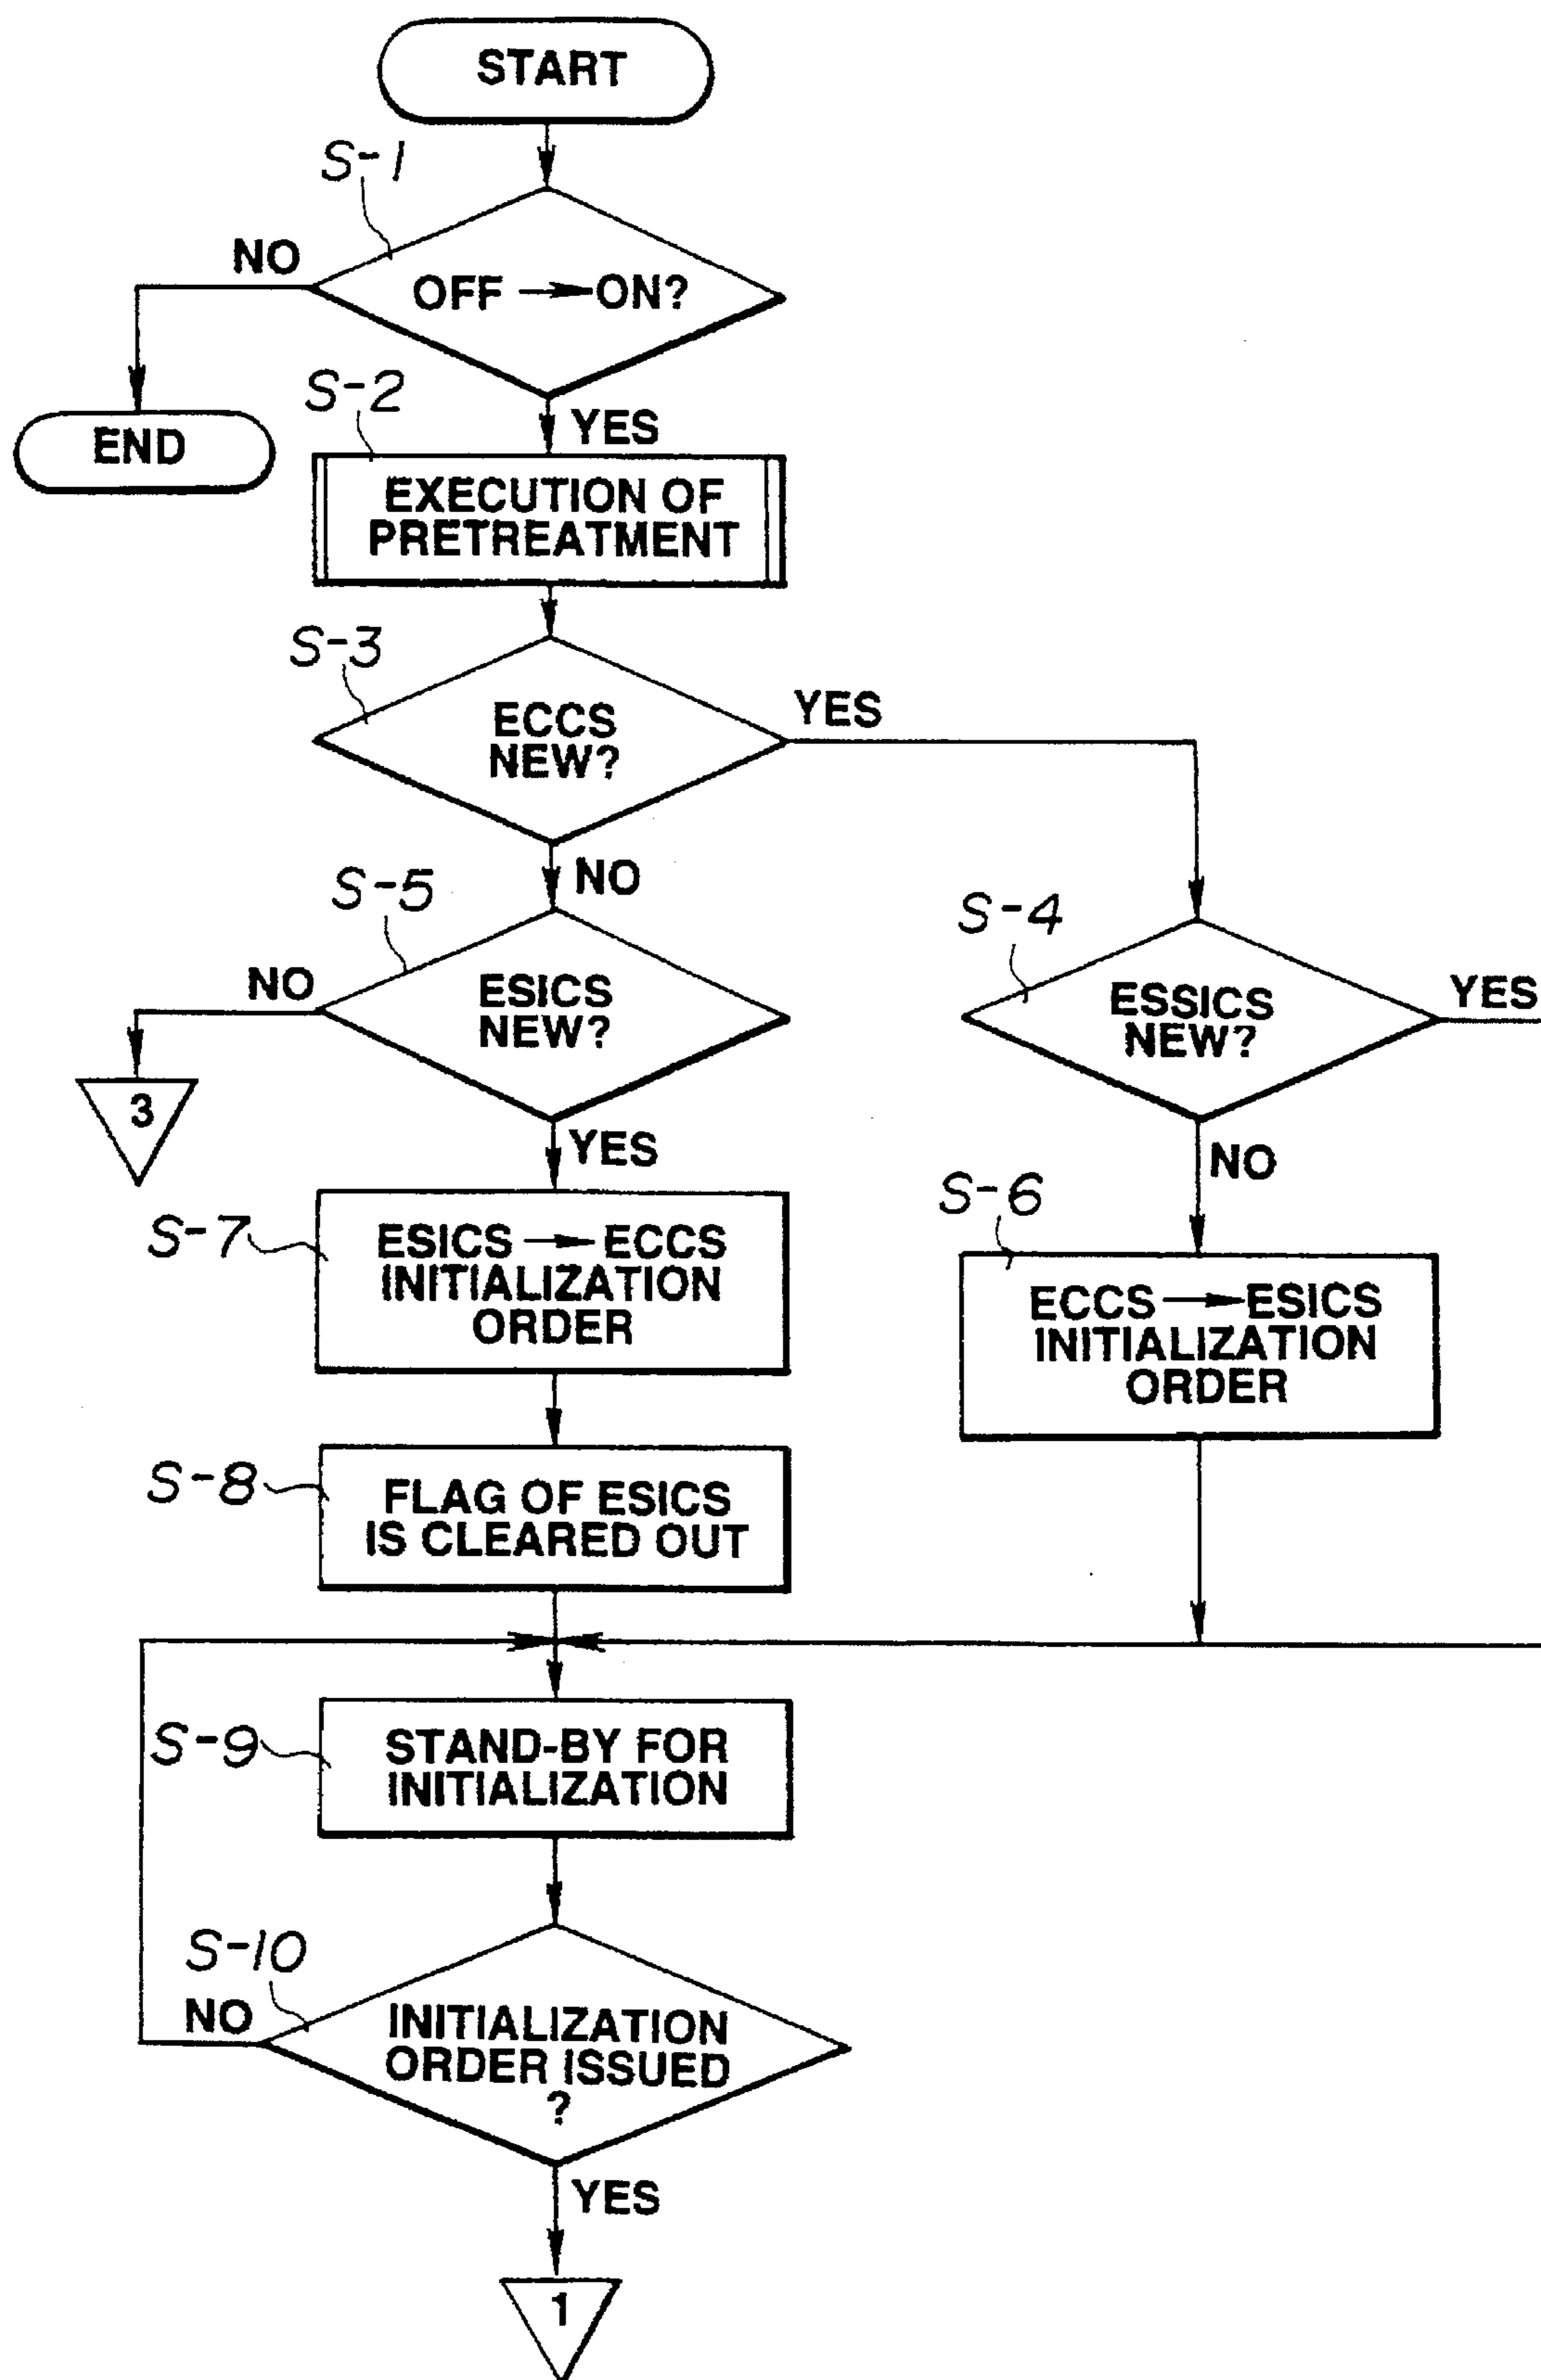 START
S-1
NO
OFF → ON?
S-2
YES
END
EXECUTION OF
PRETREATMENT
S-3
YES
ECCS
NEW?
NO
S-5
S-4
NO
ESICS
NEW?
ESSICS
NEW?
YES
3
YES
NO
S-7
S-6
ESICS → ECCS
INITIALIZATION
ORDER
ECCS → ESICS
INITIALIZATION
ORDER
S-8
FLAG OF ESICS
IS CLEARED OUT
S-9
STAND-BY FOR
INITIALIZATION
S-10
NO
INITIALIZATION
ORDER ISSUED
?
YES
1